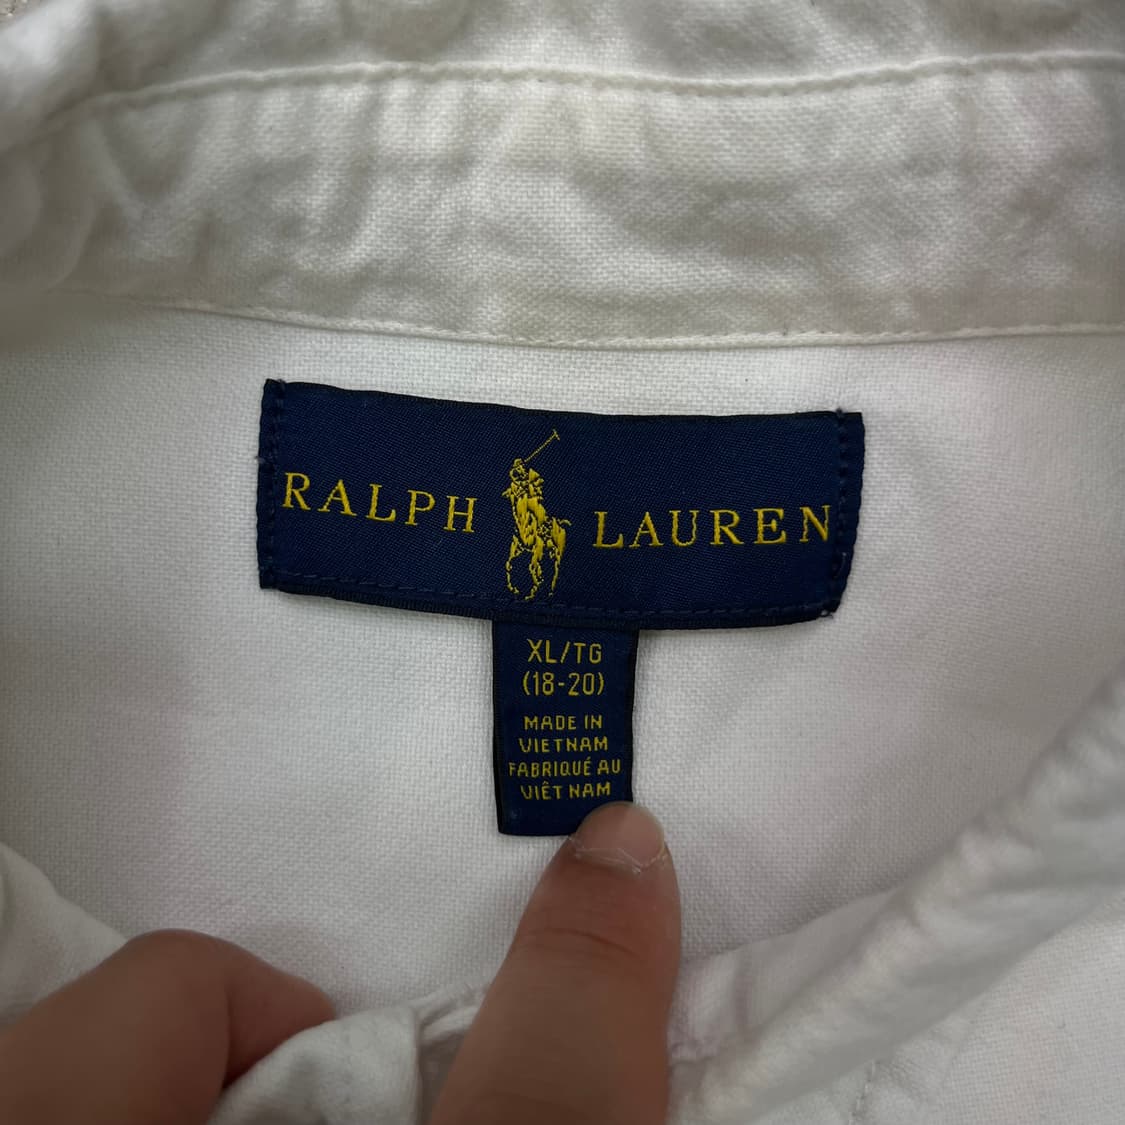 RALPH LAUREN
XL/TG
(18-20)
MADE IN
VIETNAM
FABRIQUÉ AU
VIÊT NAM